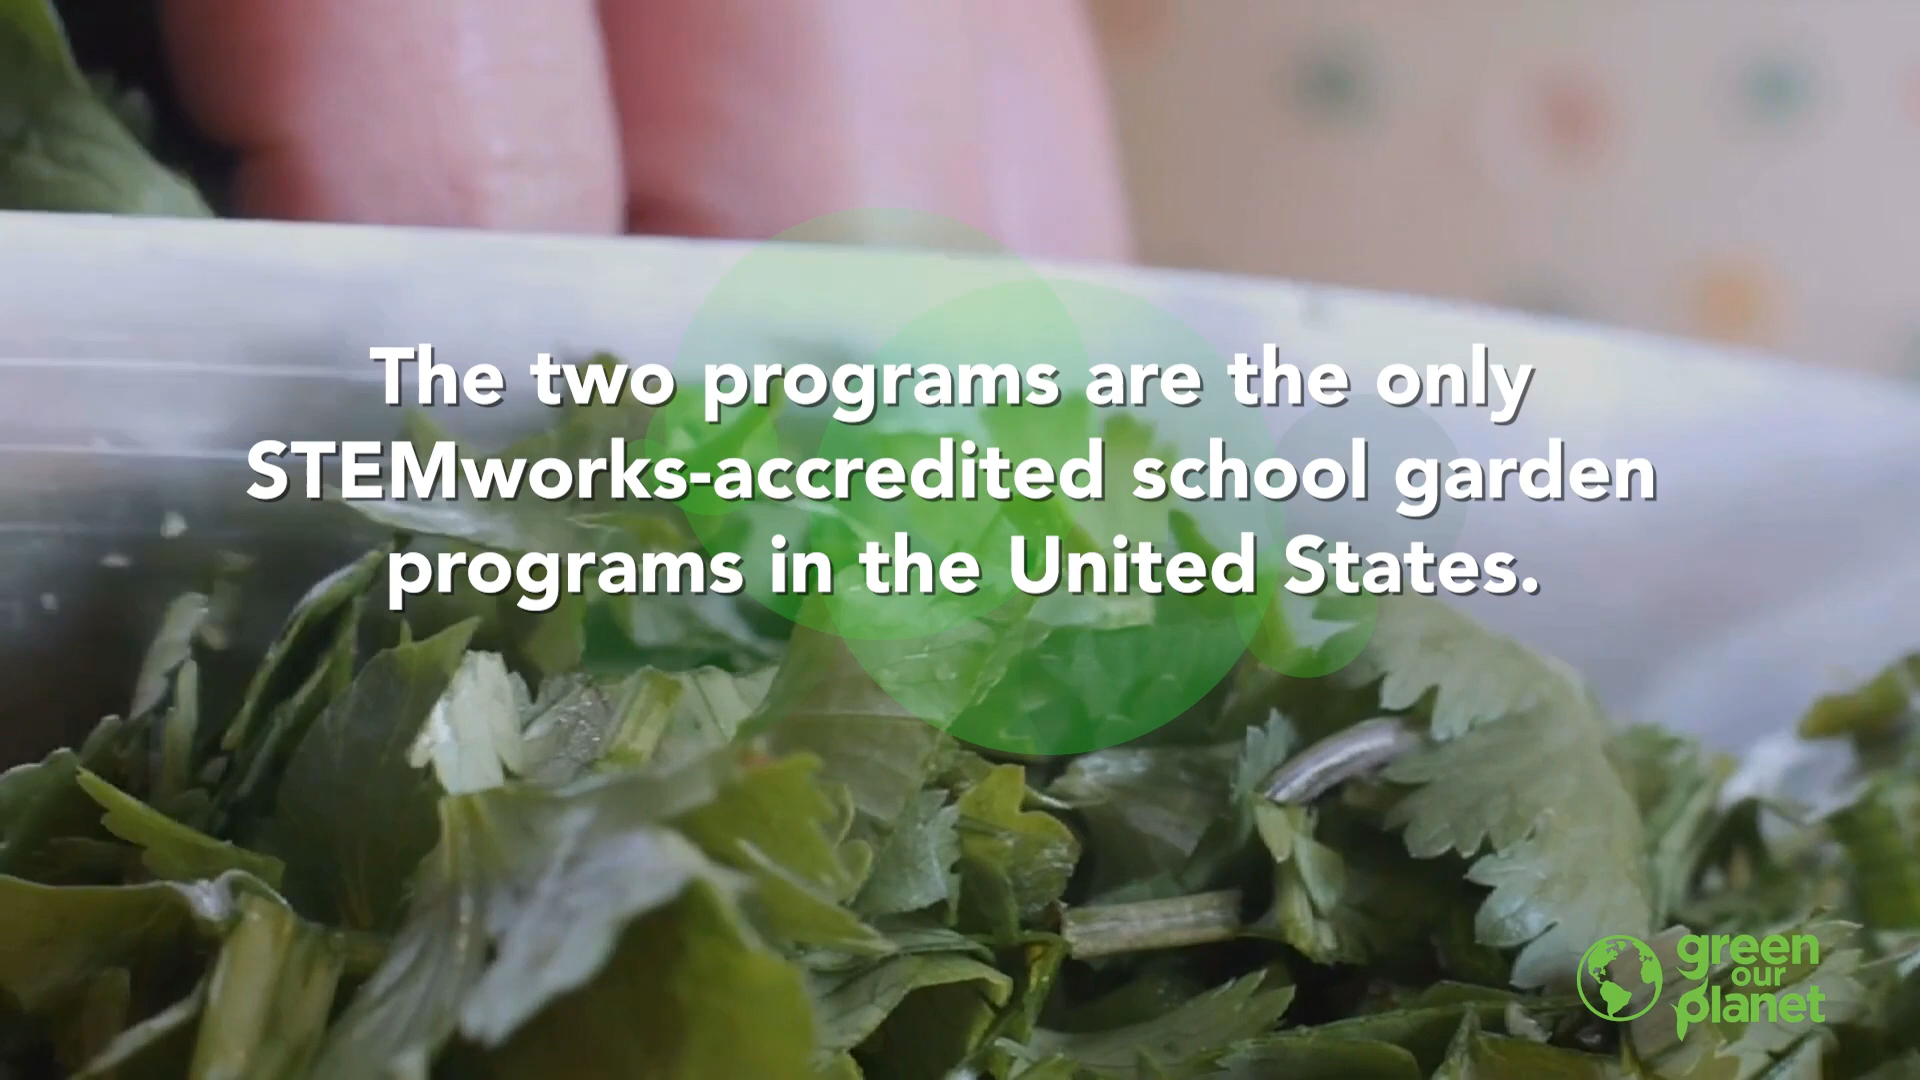 The two programs are the only
STEMworks-accredited school garden
programs in the United States.
green
our
planet